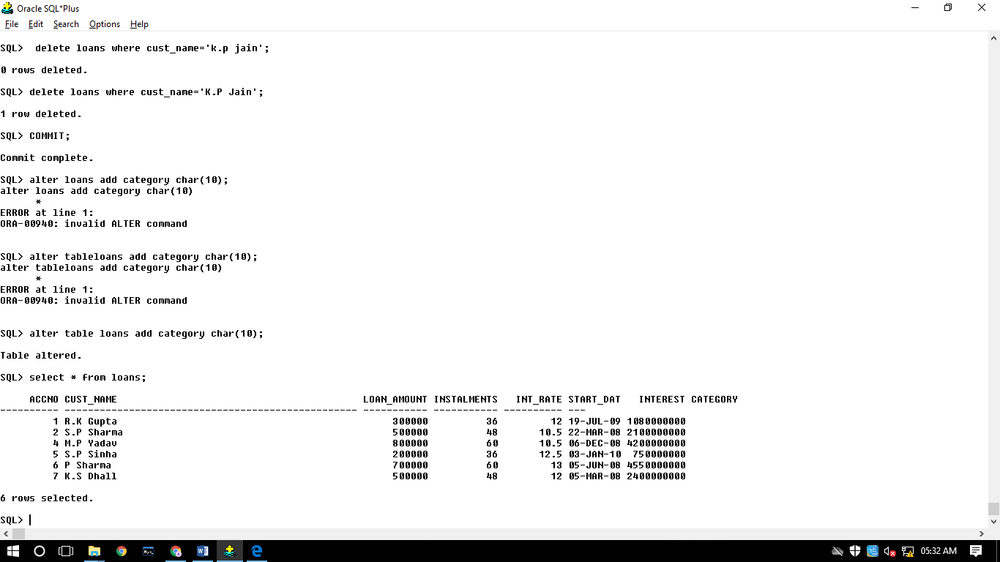 Oracle SQL*Plus
File Edit Search Options Help
SQL>  delete loans where cust_name='k.p jain';
0 rows deleted.
SQL> delete loans where cust_name='K.P Jain';
1 row deleted.
SQL> COMMIT;
Commit complete.
SQL> alter loans add category char(10);
alter loans add category char(10)
      *
ERROR at line 1:
ORA-00940: invalid ALTER command
SQL> alter tableloans add category char(10);
alter tableloans add category char(10)
      *
ERROR at line 1:
ORA-00940: invalid ALTER command
SQL> alter table loans add category char(10);
Table altered.
SQL> select * from loans;
     ACCNO CUST_NAME                                          LOAN_AMOUNT INSTALMENTS   INT_RATE START_DAT   INTEREST CATEGORY
---------- -------------------------------------------------- ----------- ----------- ---------- ---
         1 R.K Gupta                                               300000          36         12 19-JUL-09 1080000000
         2 S.P Sharma                                              500000          48       10.5 22-MAR-08 2100000000
         4 M.P Yadav                                               800000          60       10.5 06-DEC-08 4200000000
         5 S.P Sinha                                               200000          36       12.5 03-JAN-10  750000000
         6 P Sharma                                                700000          60         13 05-JUN-08 4550000000
         7 K.S Dhall                                               500000          48         12 05-MAR-08 2400000000
6 rows selected.
SQL>
05:32 AM